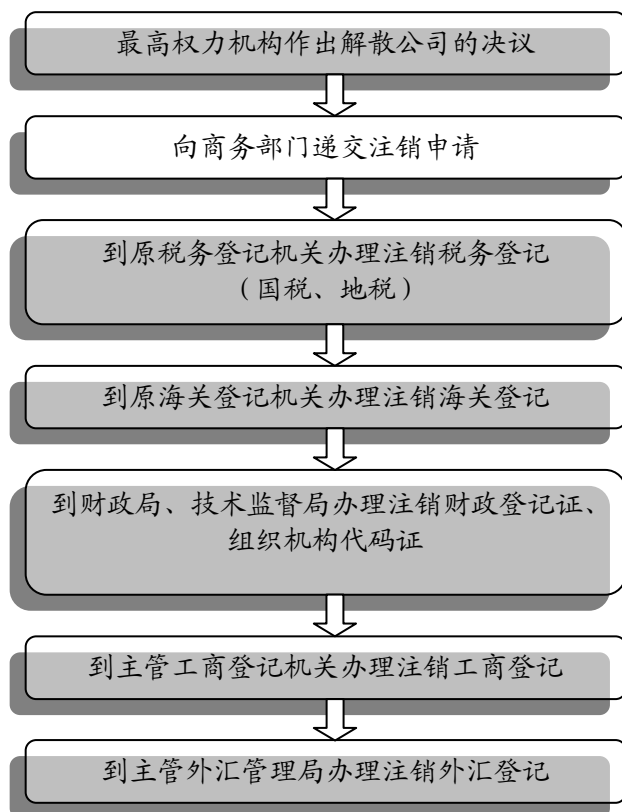 最高权力机构作出解散公司的决议
向商务部门递交注销申请
到原税务登记机关办理注销税务登记
（国税、地税）
到原海关登记机关办理注销海关登记
到财政局、技术监督局办理注销财政登记证、
组织机构代码证
到主管工商登记机关办理注销工商登记
到主管外汇管理局办理注销外汇登记